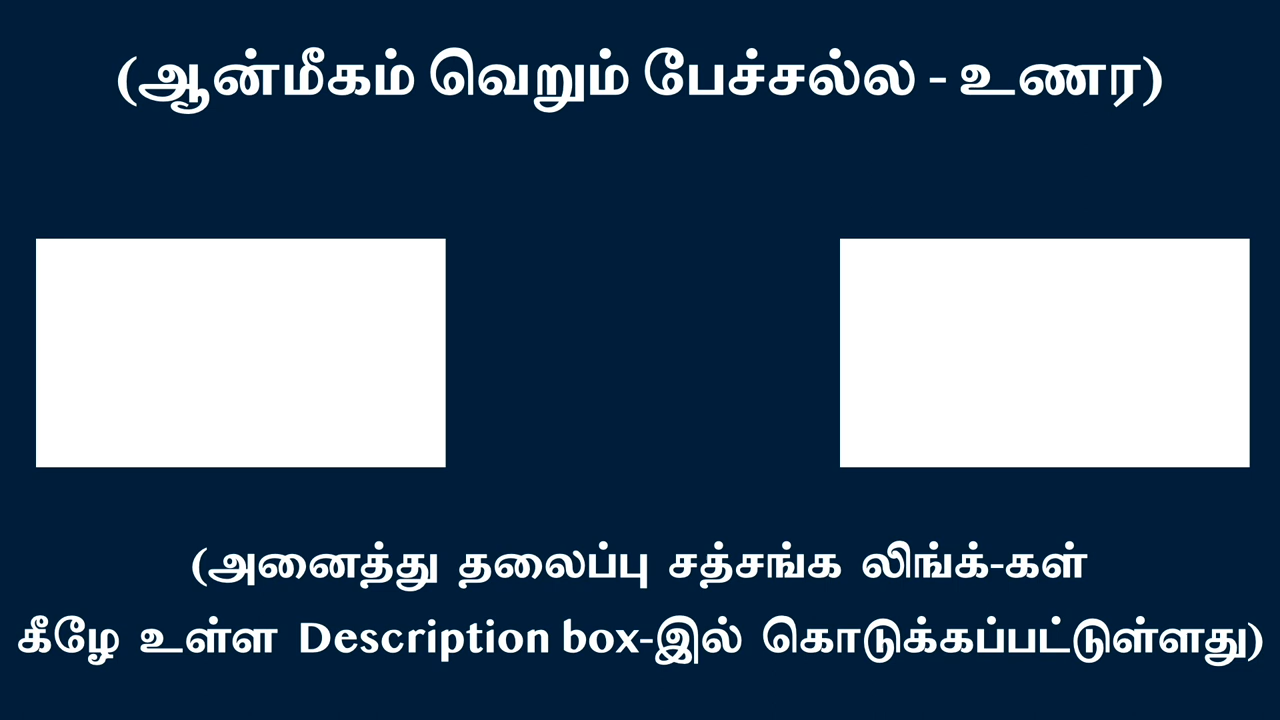 (ஆன்மீகம் வெறும் பேச்சல்ல - உணர)
(அனைத்து தலைப்பு சத்சங்க லிங்க்-கள்
கீழே உள்ள Description box-இல் கொடுக்கப்பட்டுள்ளது)